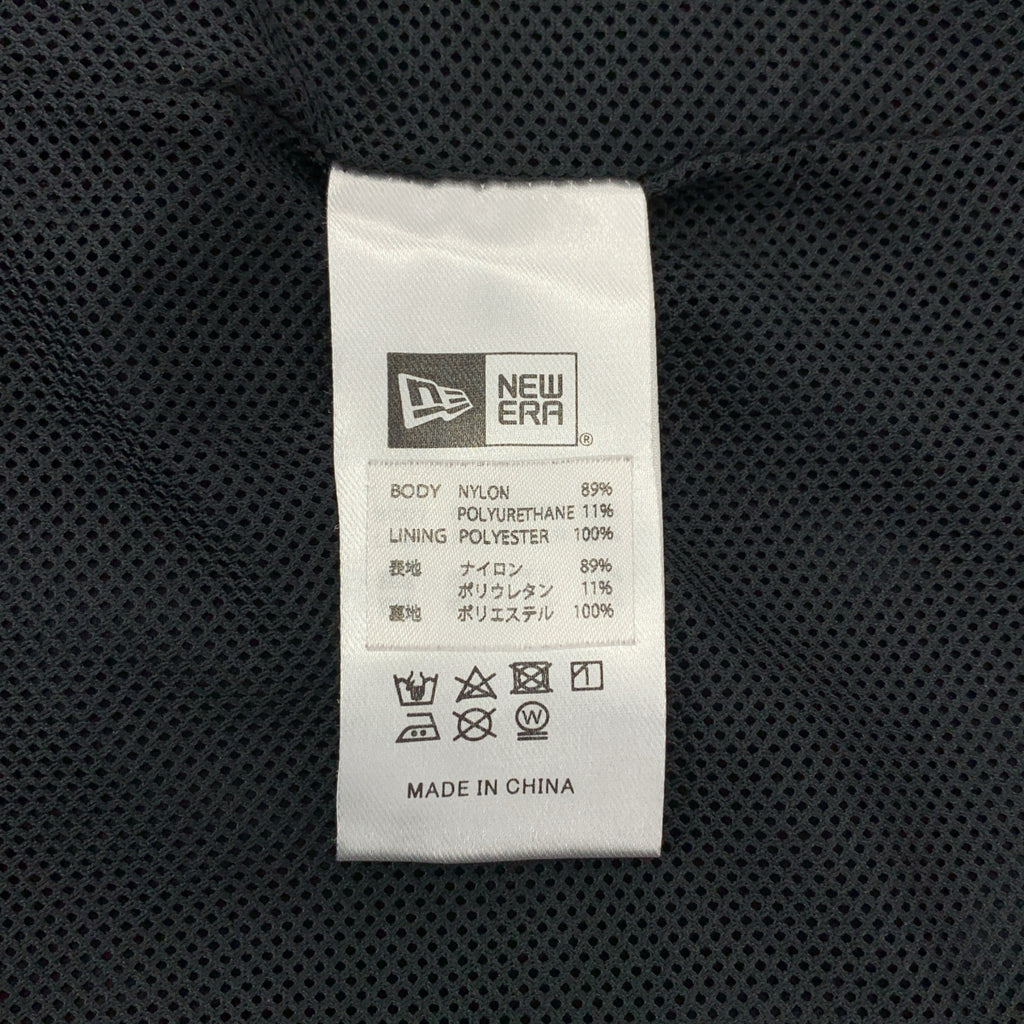 NEW
ERA
®
BODY NYLON 89%
POLYURETHANE 11%
LINING POLYESTER 100%
表地 ナイロン 89%
ポリウレタン 11%
裏地 ポリエステル 100%
W
MADE IN CHINA